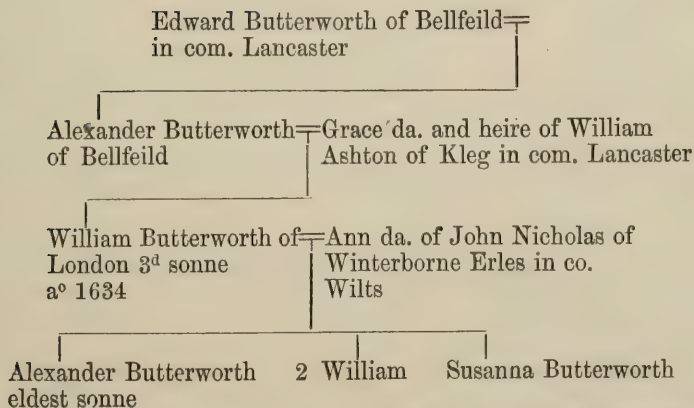 Edward Butterworth of Bellfeild
in com. Lancaster
Alexander Butterworth
of Bellfeild
Grace da. and heire of William
Ashton of Kleg in com. Lancaster
William Butterworth of
London 3d sonne
aº 1634
Ann da. of John Nicholas of
Winterborne Erles in co.
Wilts
Alexander Butterworth
eldest sonne
2 William
Susanna Butterworth